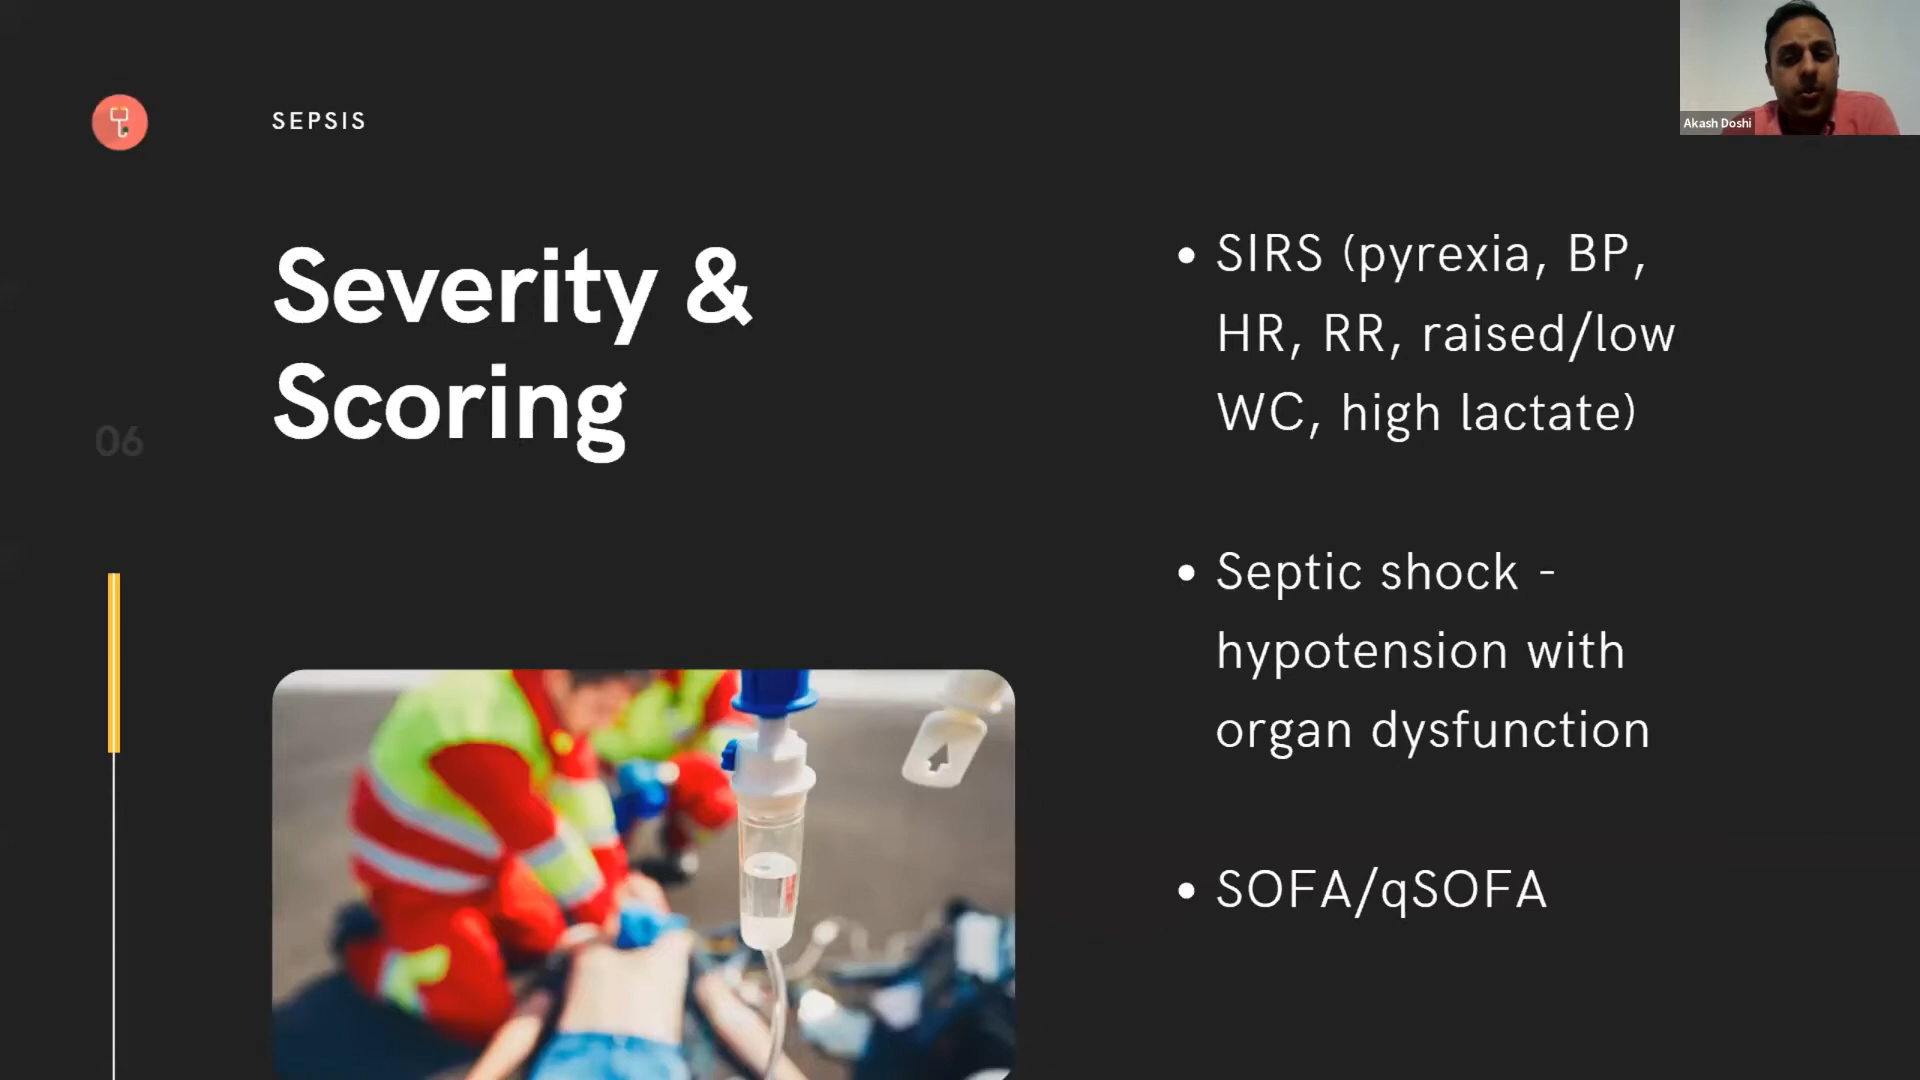 SEPSIS
Akash Doshi
Severity &
Scoring
06
• SIRS (pyrexia, BP,
HR, RR, raised/low
WC, high lactate)
• Septic shock -
hypotension with
organ dysfunction
• SOFA/qSOFA